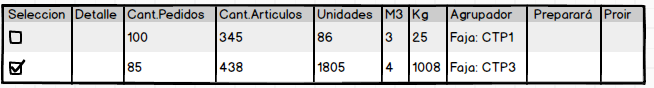 Seleccion Detalle Cant.Pedidos Cant.Articulos Unidades M3 Kg Agrupador Preparará Proir
100 345 86 3 25 Faja: CTP1
85 438 1805 4 1008 Faja: CTP3